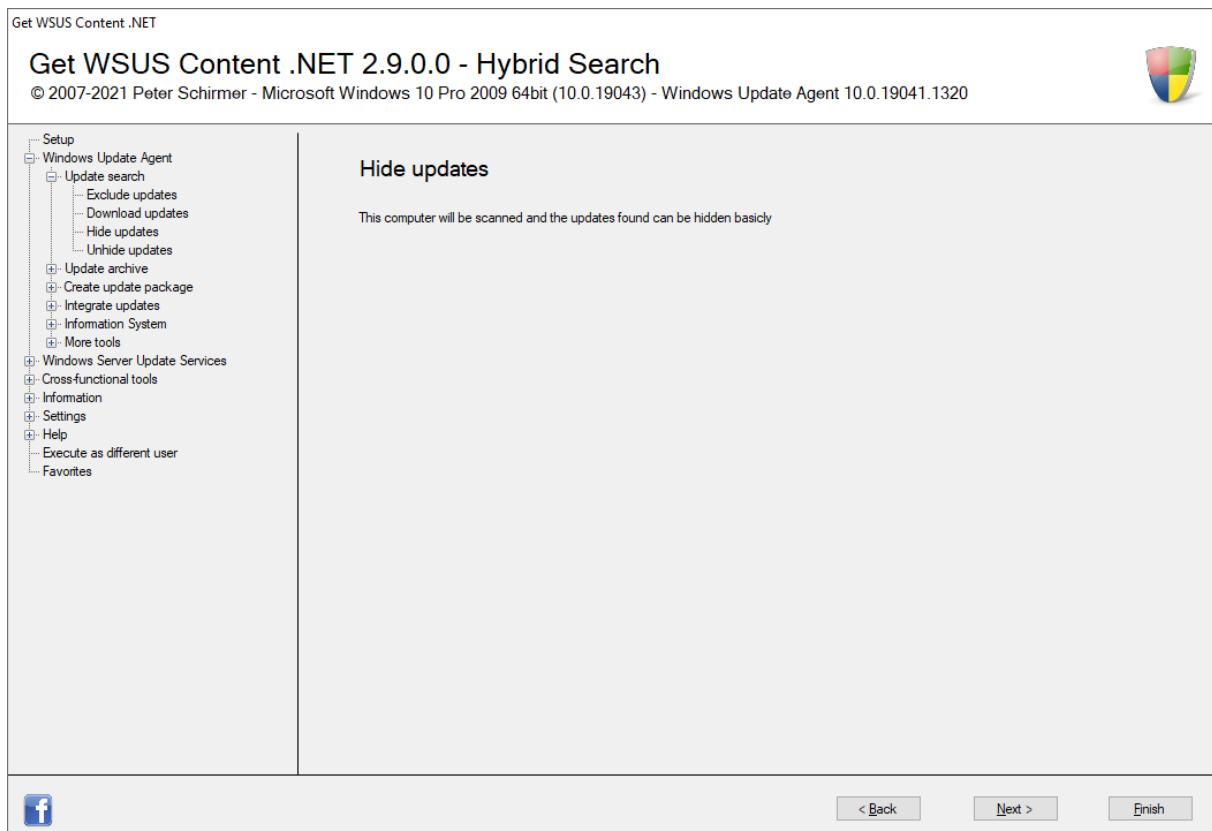 Get WSUS Content .NET
Get WSUS Content .NET 2.9.0.0 - Hybrid Search
© 2007-2021 Peter Schirmer - Microsoft Windows 10 Pro 2009 64bit (10.0.19043) - Windows Update Agent 10.0.19041.1320
Setup
Windows Update Agent
Update search
Exclude updates
Download updates
Hide updates
Unhide updates
Update archive
Create update package
Integrate updates
Information System
More tools
Windows Server Update Services
Cross-functional tools
Information
Settings
Help
Execute as different user
Favorites
Hide updates
This computer will be scanned and the updates found can be hidden basicly
f
< Back
Next >
Finish